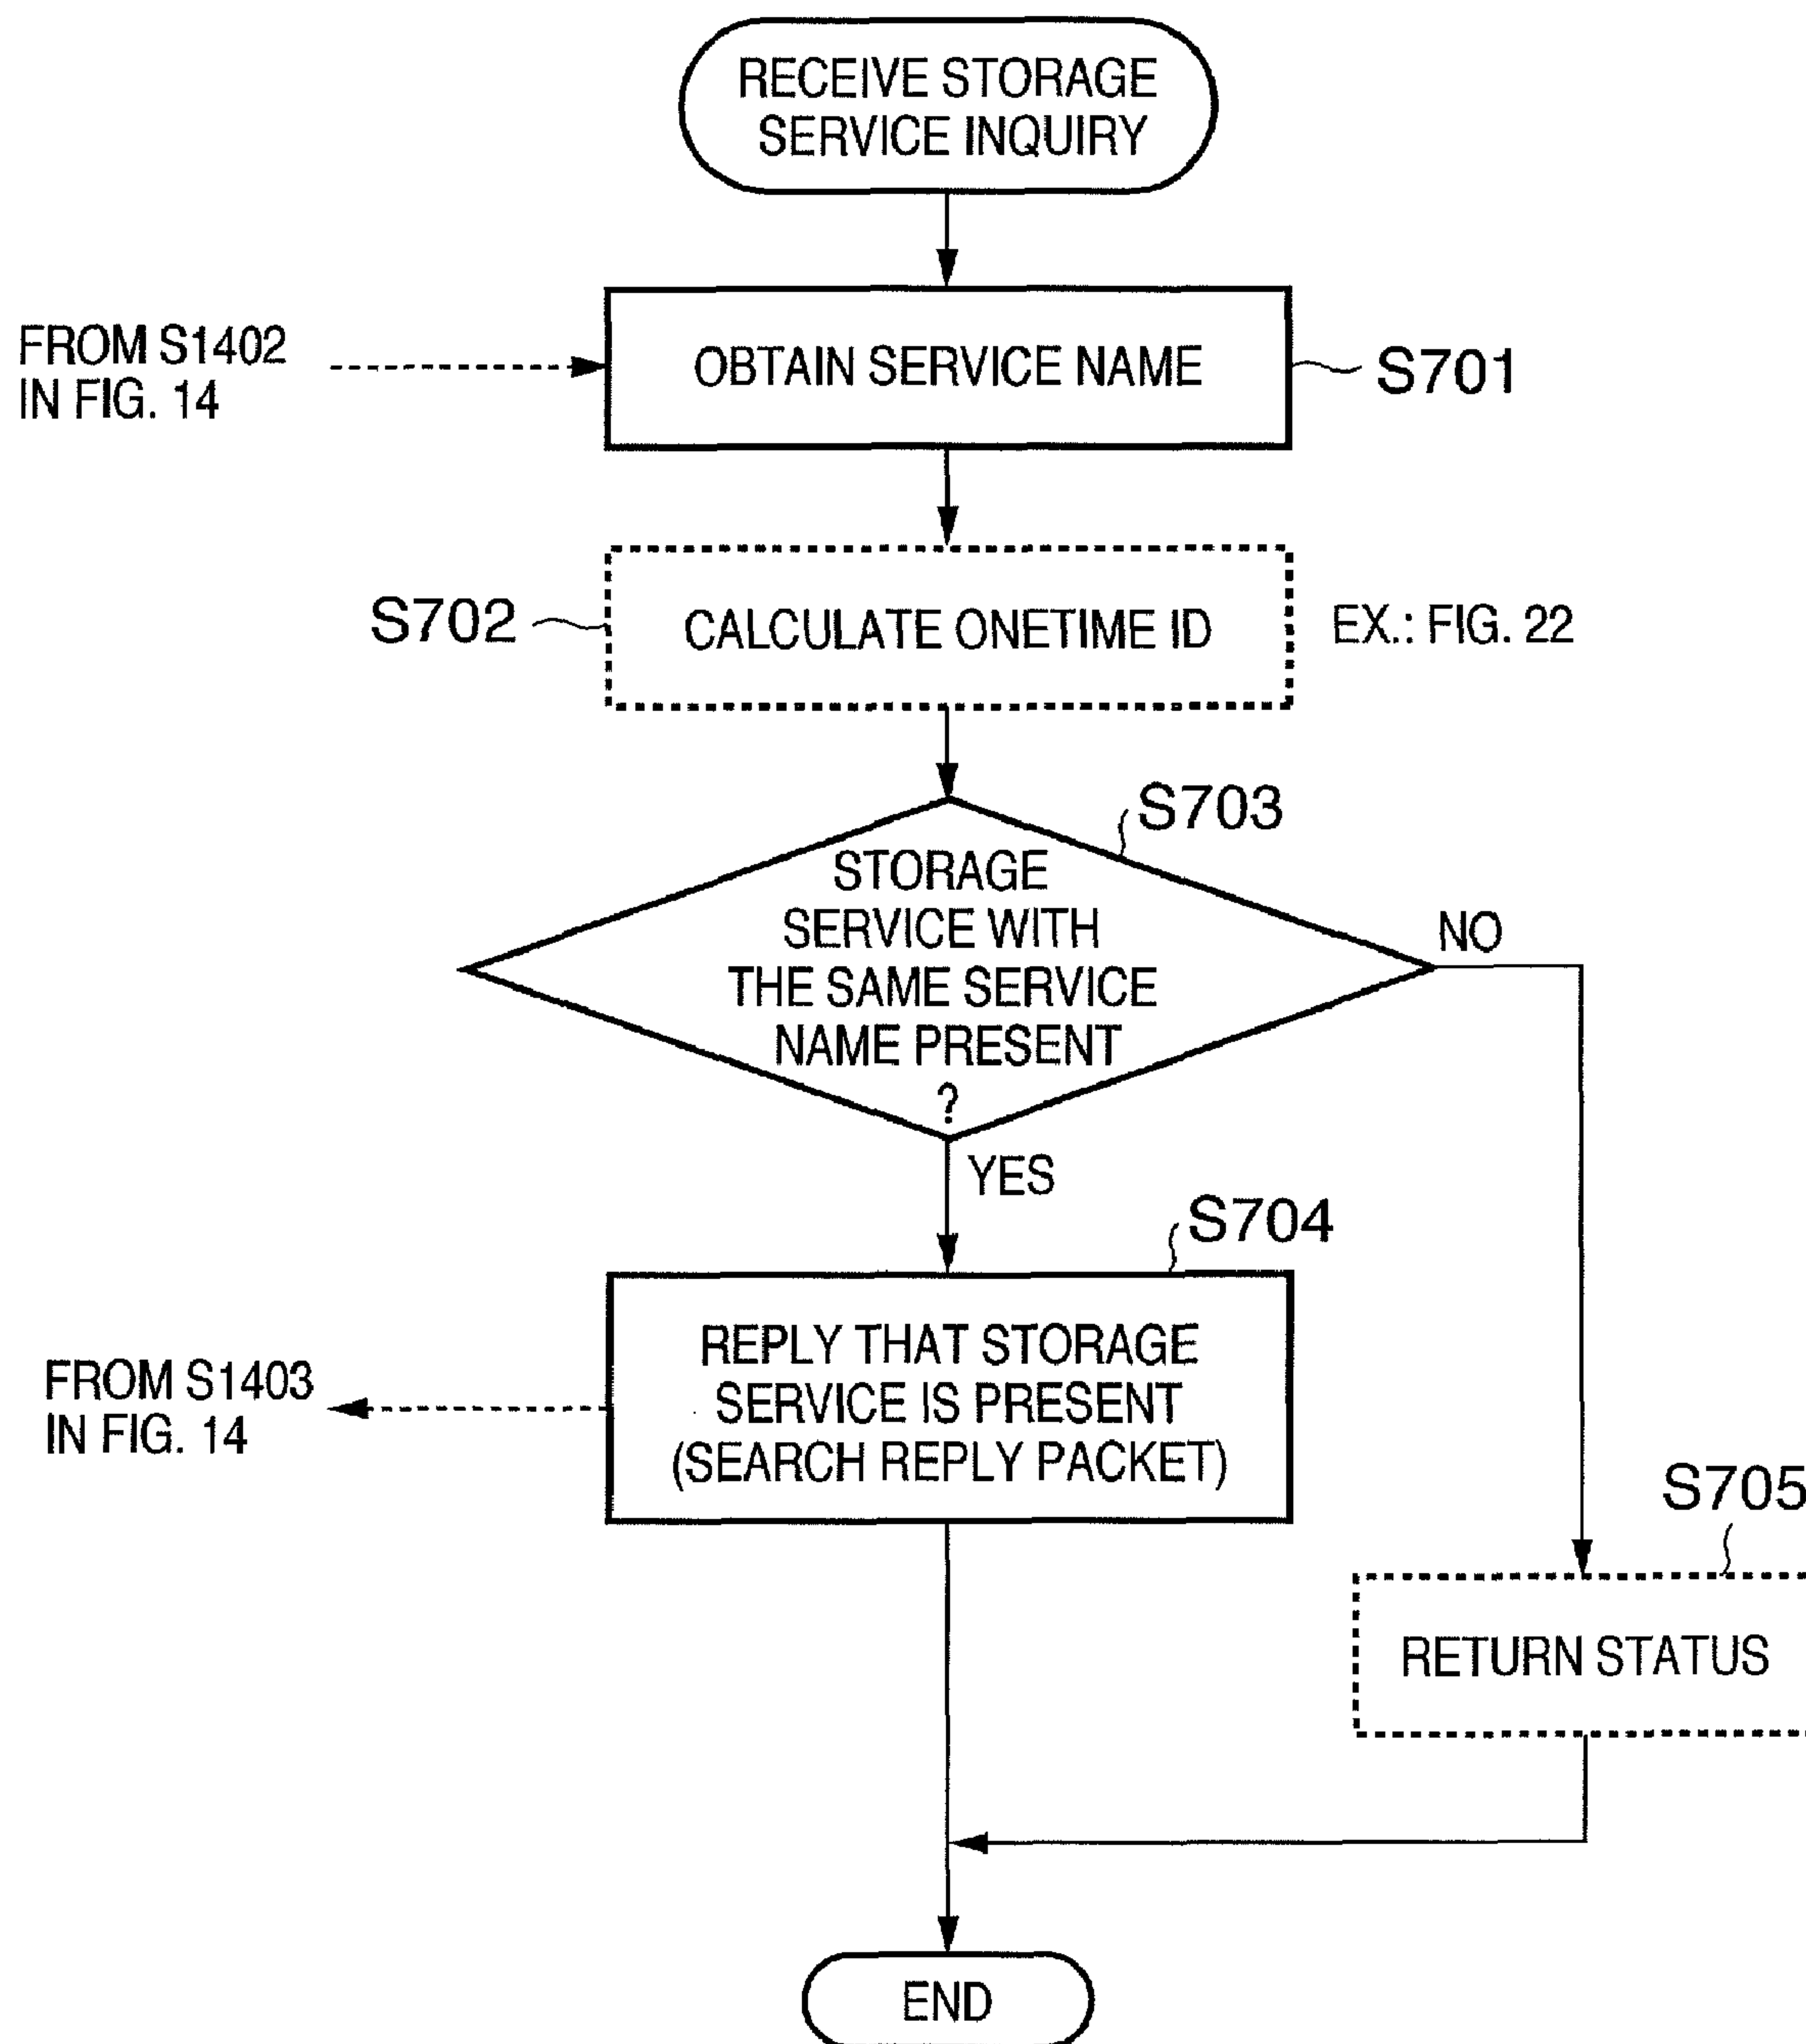 RECEIVE STORAGE
SERVICE INQUIRY
FROM S1402
IN FIG. 14
OBTAIN SERVICE NAME
S701
S702
CALCULATE ONETIME ID
EX.: FIG. 22
S703
STORAGE
SERVICE WITH
THE SAME SERVICE
NAME PRESENT
?
NO
YES
S704
REPLY THAT STORAGE
SERVICE IS PRESENT
(SEARCH REPLY PACKET)
FROM S1403
IN FIG. 14
S705
RETURN STATUS
END